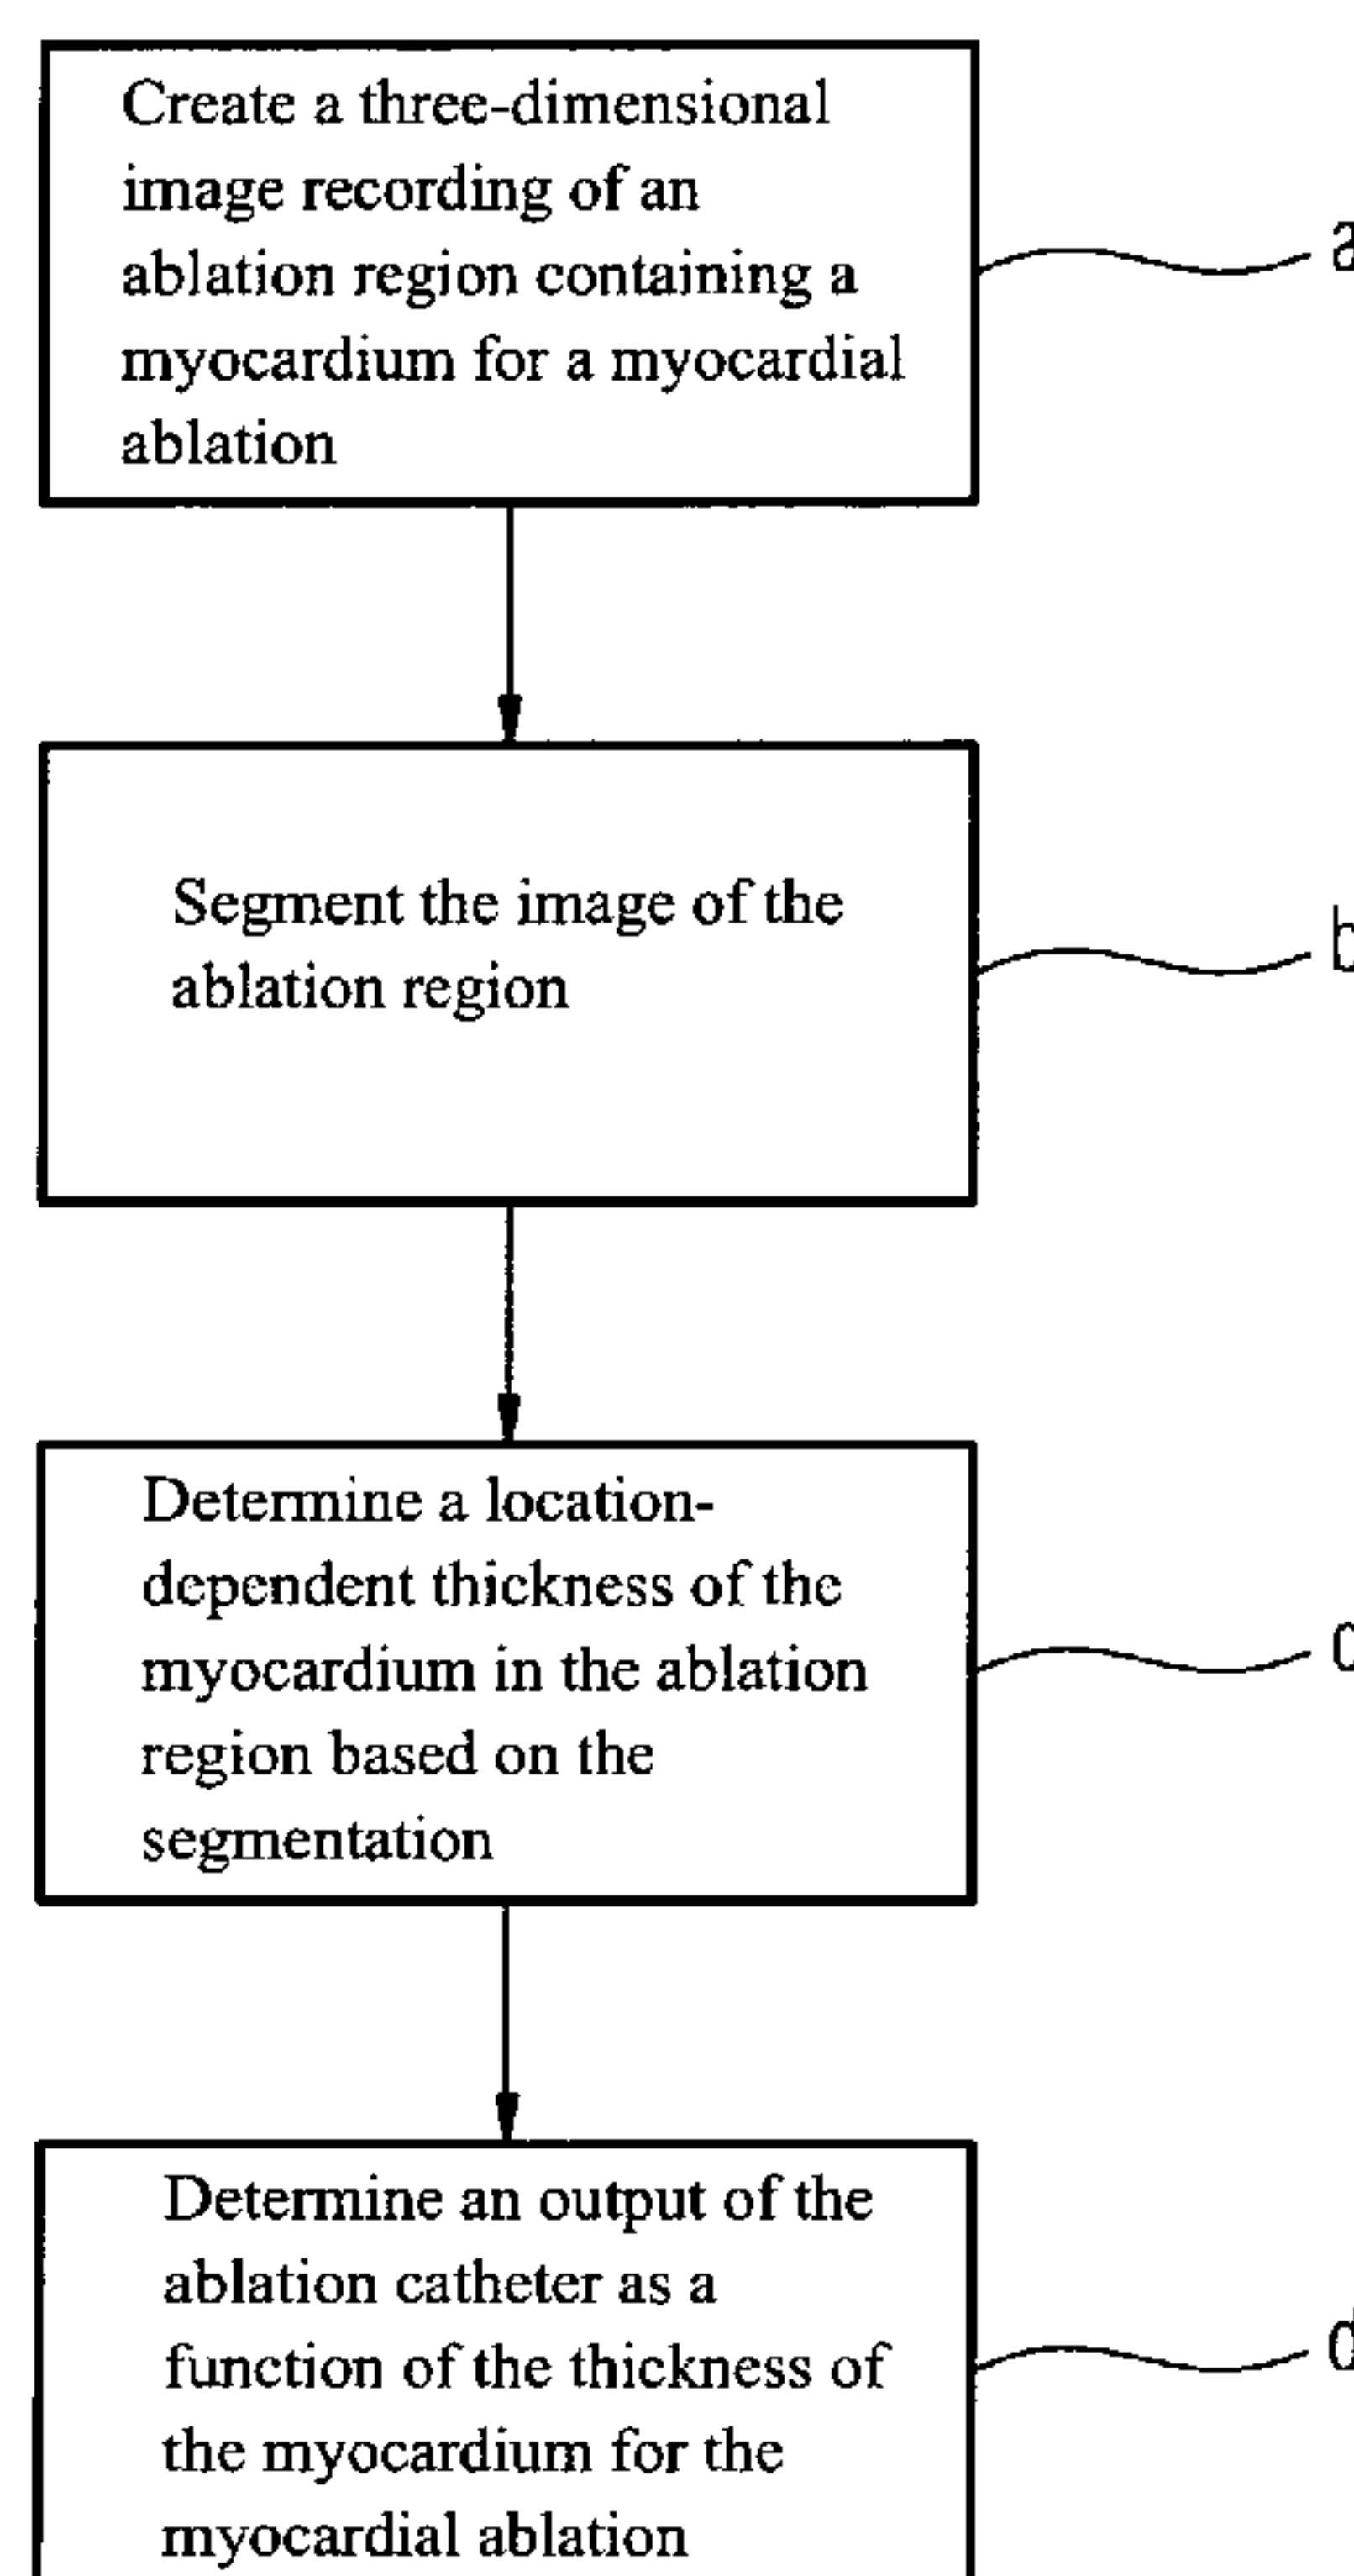 Create a three-dimensional
image recording of an
ablation region containing a
myocardium for a myocardial
ablation
a
Segment the image of the
ablation region
b
Determine a location-
dependent thickness of the
myocardium in the ablation
region based on the
segmentation
Determine an output of the
ablation catheter as a
function of the thickness of
the myocardium for the
myocardial ablation
d